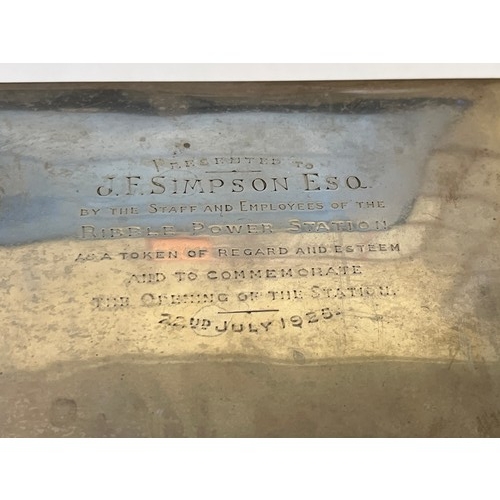 PRESENTED TO
J.F. SIMPSON ESQ.
BY THE STAFF AND EMPLOYEES OF THE
RIBBLE POWER STATION
AS A TOKEN OF REGARD AND ESTEEM
AND TO COMMEMORATE
THE OPENING OF THE STATION.
22ND JULY 1925.